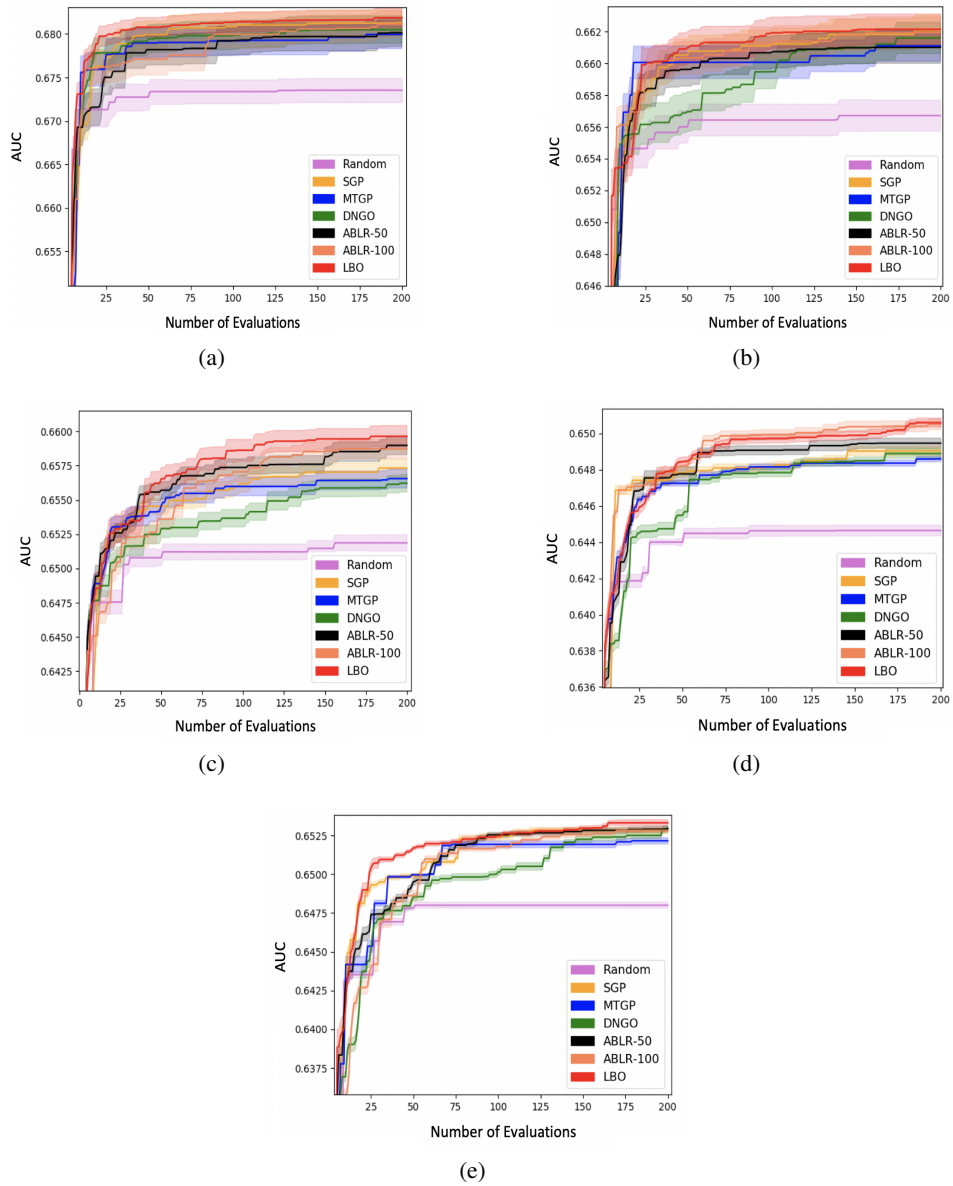 0.680
0.675
0.670
0.665
0.660
0.655
AUC
Random
SGP
MTGP
DNGO
ABLR-50
ABLR-100
LBO
25 50 75 100 125 150 175 200
Number of Evaluations
(a)
0.662
0.660
0.658
0.656
0.654
0.652
0.650
0.648
0.646
AUC
Random
SGP
MTGP
DNGO
ABLR-50
ABLR-100
LBO
25 50 75 100 125 150 175 200
Number of Evaluations
(b)
0.6600
0.6575
0.6550
0.6525
0.6500
0.6475
0.6450
0.6425
AUC
Random
SGP
MTGP
DNGO
ABLR-50
ABLR-100
LBO
0 25 50 75 100 125 150 175 200
Number of Evaluations
(c)
0.650
0.648
0.646
0.644
0.642
0.640
0.638
0.636
AUC
Random
SGP
MTGP
DNGO
ABLR-50
ABLR-100
LBO
25 50 75 100 125 150 175 200
Number of Evaluations
(d)
0.6525
0.6500
0.6475
0.6450
0.6425
0.6400
0.6375
AUC
Random
SGP
MTGP
DNGO
ABLR-50
ABLR-100
LBO
25 50 75 100 125 150 175 200
Number of Evaluations
(e)